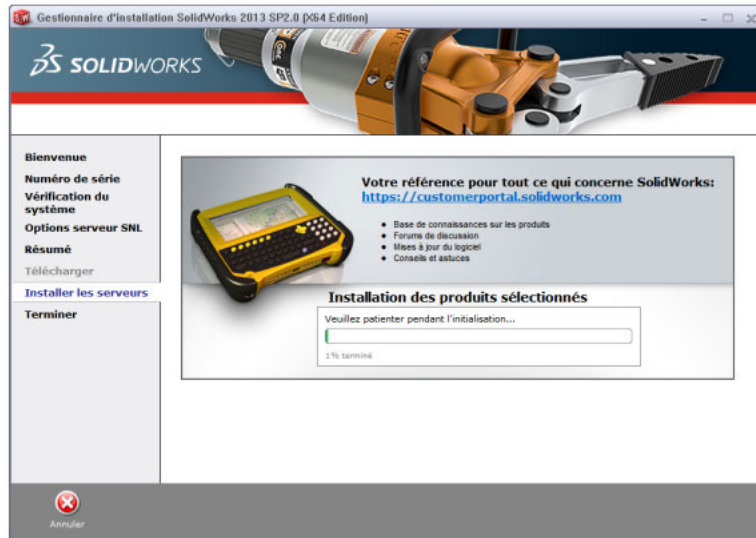 Gestionnaire d'installation SolidWorks 2013 SP2.0 (X64 Edition)
SOLIDWORKS
Bienvenue
Numéro de série
Vérification du
système
Options serveur SNL
Résumé
Télécharger
Installer les serveurs
Terminer
Votre référence pour tout ce qui concerne SolidWorks:
https://customerportal.solidworks.com
Base de connaissances sur les produits
Forums de discussion
Mises à jour du logiciel
Conseils et astuces
Installation des produits sélectionnés
Veuillez patienter pendant l'initialisation...
1% terminé
Annuler